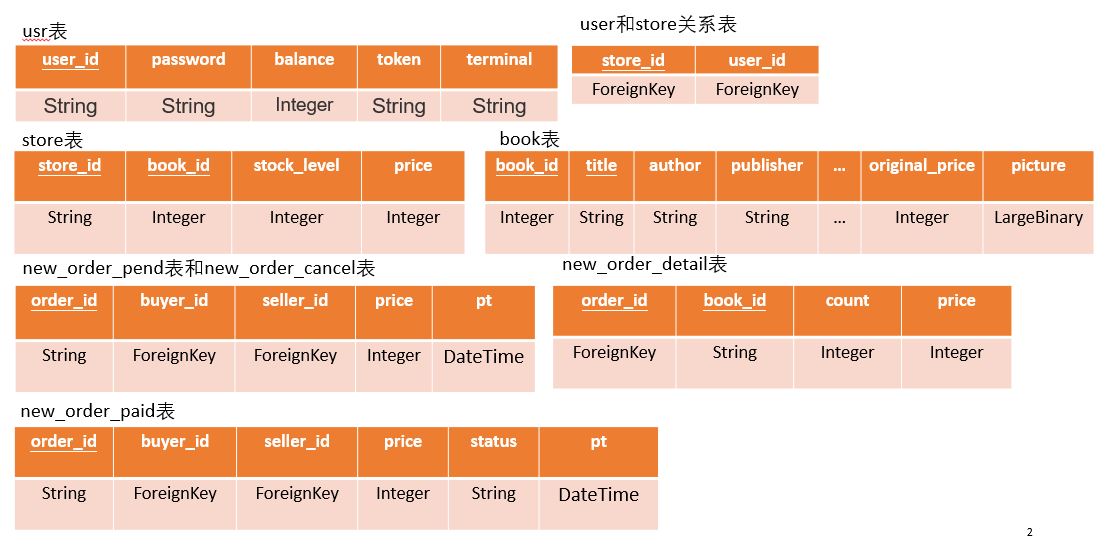 usr表
user_id password balance token terminal
String String Integer String String
user和store关系表
store_id user_id
ForeignKey ForeignKey
store表
store_id book_id stock_level price
String Integer Integer Integer
book表
book_id title author publisher ... original_price picture
Integer String String String ... Integer LargeBinary
new_order_pend表和new_order_cancel表
order_id buyer_id seller_id price pt
String ForeignKey ForeignKey Integer DateTime
new_order_detail表
order_id book_id count price
ForeignKey String Integer Integer
new_order_paid表
order_id buyer_id seller_id price status pt
String ForeignKey ForeignKey Integer String DateTime
2